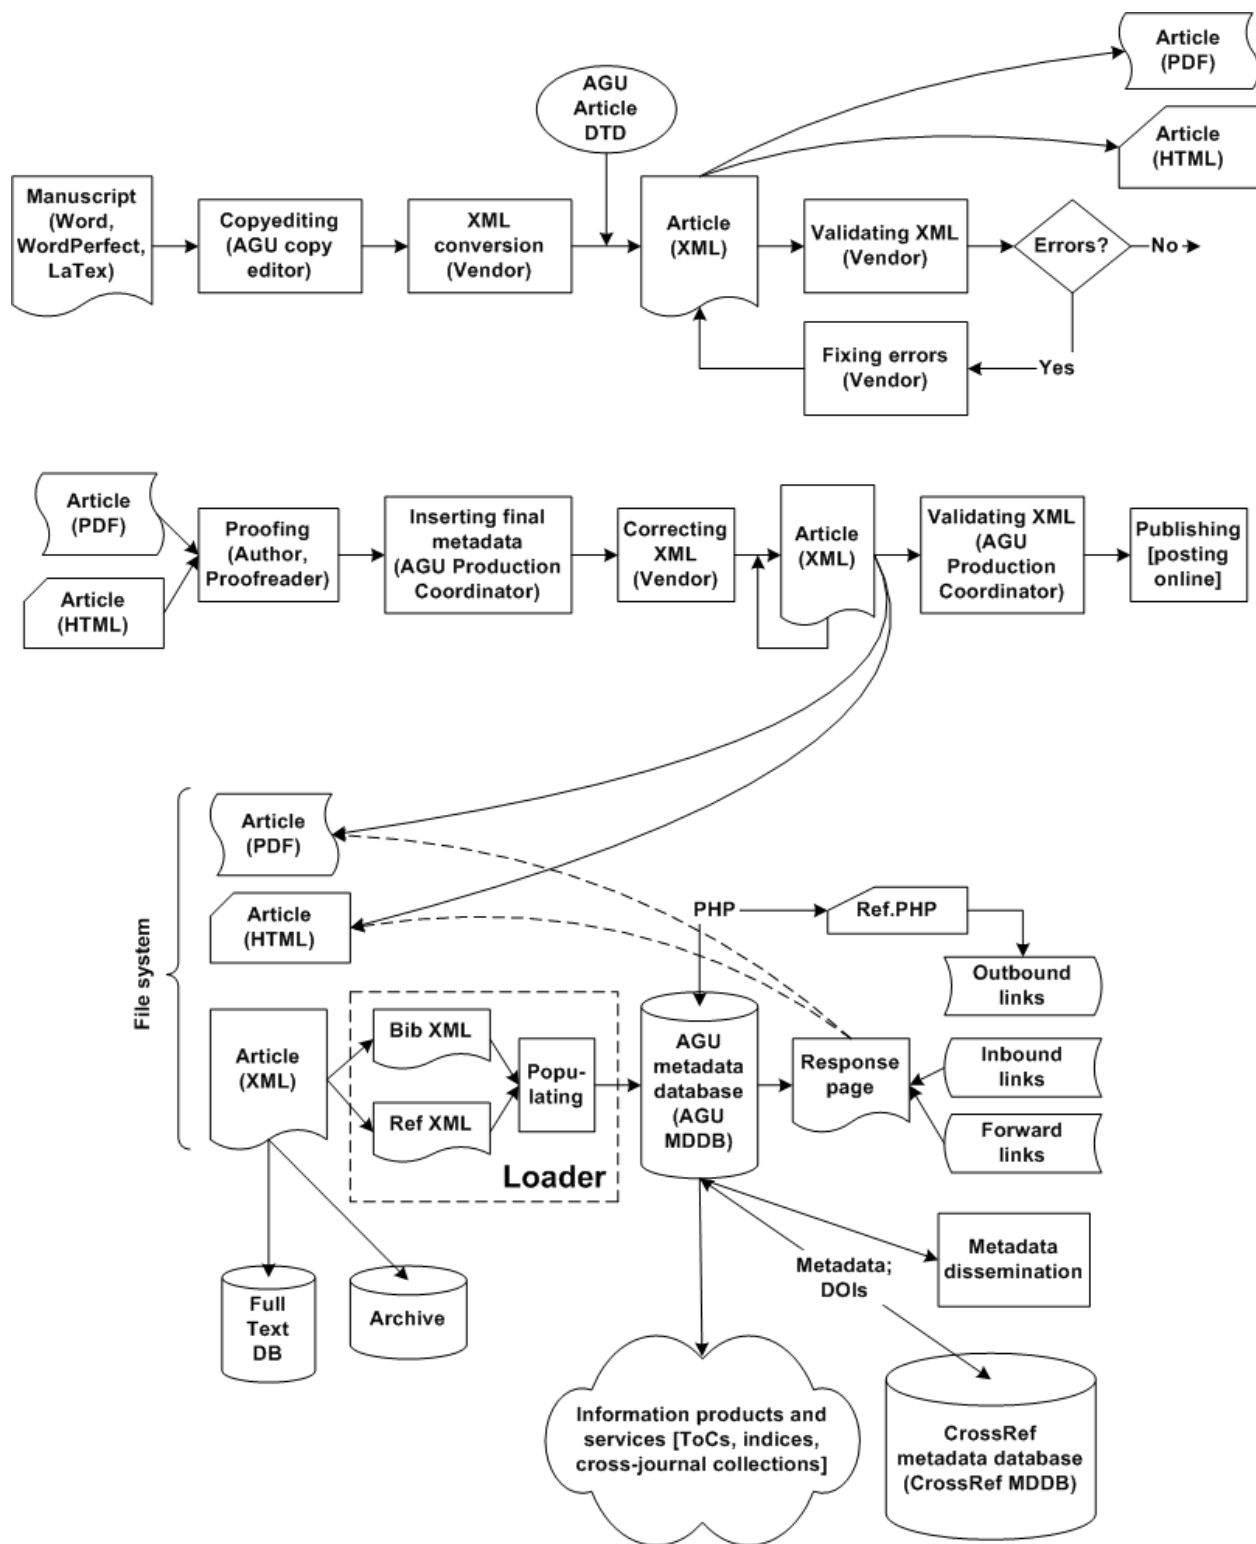 AGU
Article
DTD
Article
(PDF)
Article
(HTML)
Manuscript
(Word,
WordPerfect,
LaTex)
Copyediting
(AGU copy
editor)
XML
conversion
(Vendor)
Article
(XML)
Validating XML
(Vendor)
Errors?
No
Fixing errors
(Vendor)
Yes
Article
(PDF)
Article
(HTML)
Proofing
(Author,
Proofreader)
Inserting final
metadata
(AGU Production
Coordinator)
Correcting
XML
(Vendor)
Article
(XML)
Validating XML
(AGU
Production
Coordinator)
Publishing
[posting
online]
File system
Article
(PDF)
Article
(HTML)
Article
(XML)
Bib XML
Ref XML
Popu-
lating
Loader
PHP
Ref.PHP
Outbound
links
AGU
metadata
database
(AGU
MDDB)
Response
page
Inbound
links
Forward
links
Full
Text
DB
Archive
Metadata;
DOIs
Metadata
dissemination
Information products and
services [ToCs, indices,
cross-journal collections]
CrossRef
metadata database
(CrossRef MDDB)